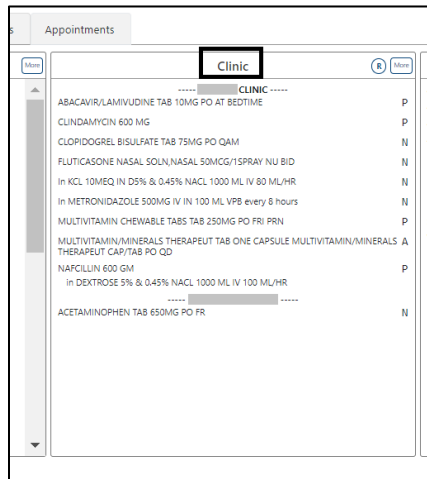 s
Appointments
More
Clinic
R
More
----- CLINIC -----
ABACAVIR/LAMIVUDINE TAB 10MG PO AT BEDTIME P
CLINDAMYCIN 600 MG P
CLOPIDOGREL BISULFATE TAB 75MG PO QAM N
FLUTICASONE NASAL SOLN,NASAL 50MCG/1SPRAY NU BID N
In KCL 10MEQ IN D5% & 0.45% NACL 1000 ML IV 80 ML/HR N
In METRONIDAZOLE 500MG IV IN 100 ML VPB every 8 hours N
MULTIVITAMIN CHEWABLE TABS TAB 250MG PO FRI PRN P
MULTIVITAMIN/MINERALS THERAPEUT TAB ONE CAPSULE MULTIVITAMIN/MINERALS A
THERAPEUT CAP/TAB PO QD
NAFCILLIN 600 GM P
in DEXTROSE 5% & 0.45% NACL 1000 ML IV 100 ML/HR
----- -----
ACETAMINOPHEN TAB 650MG PO FR N